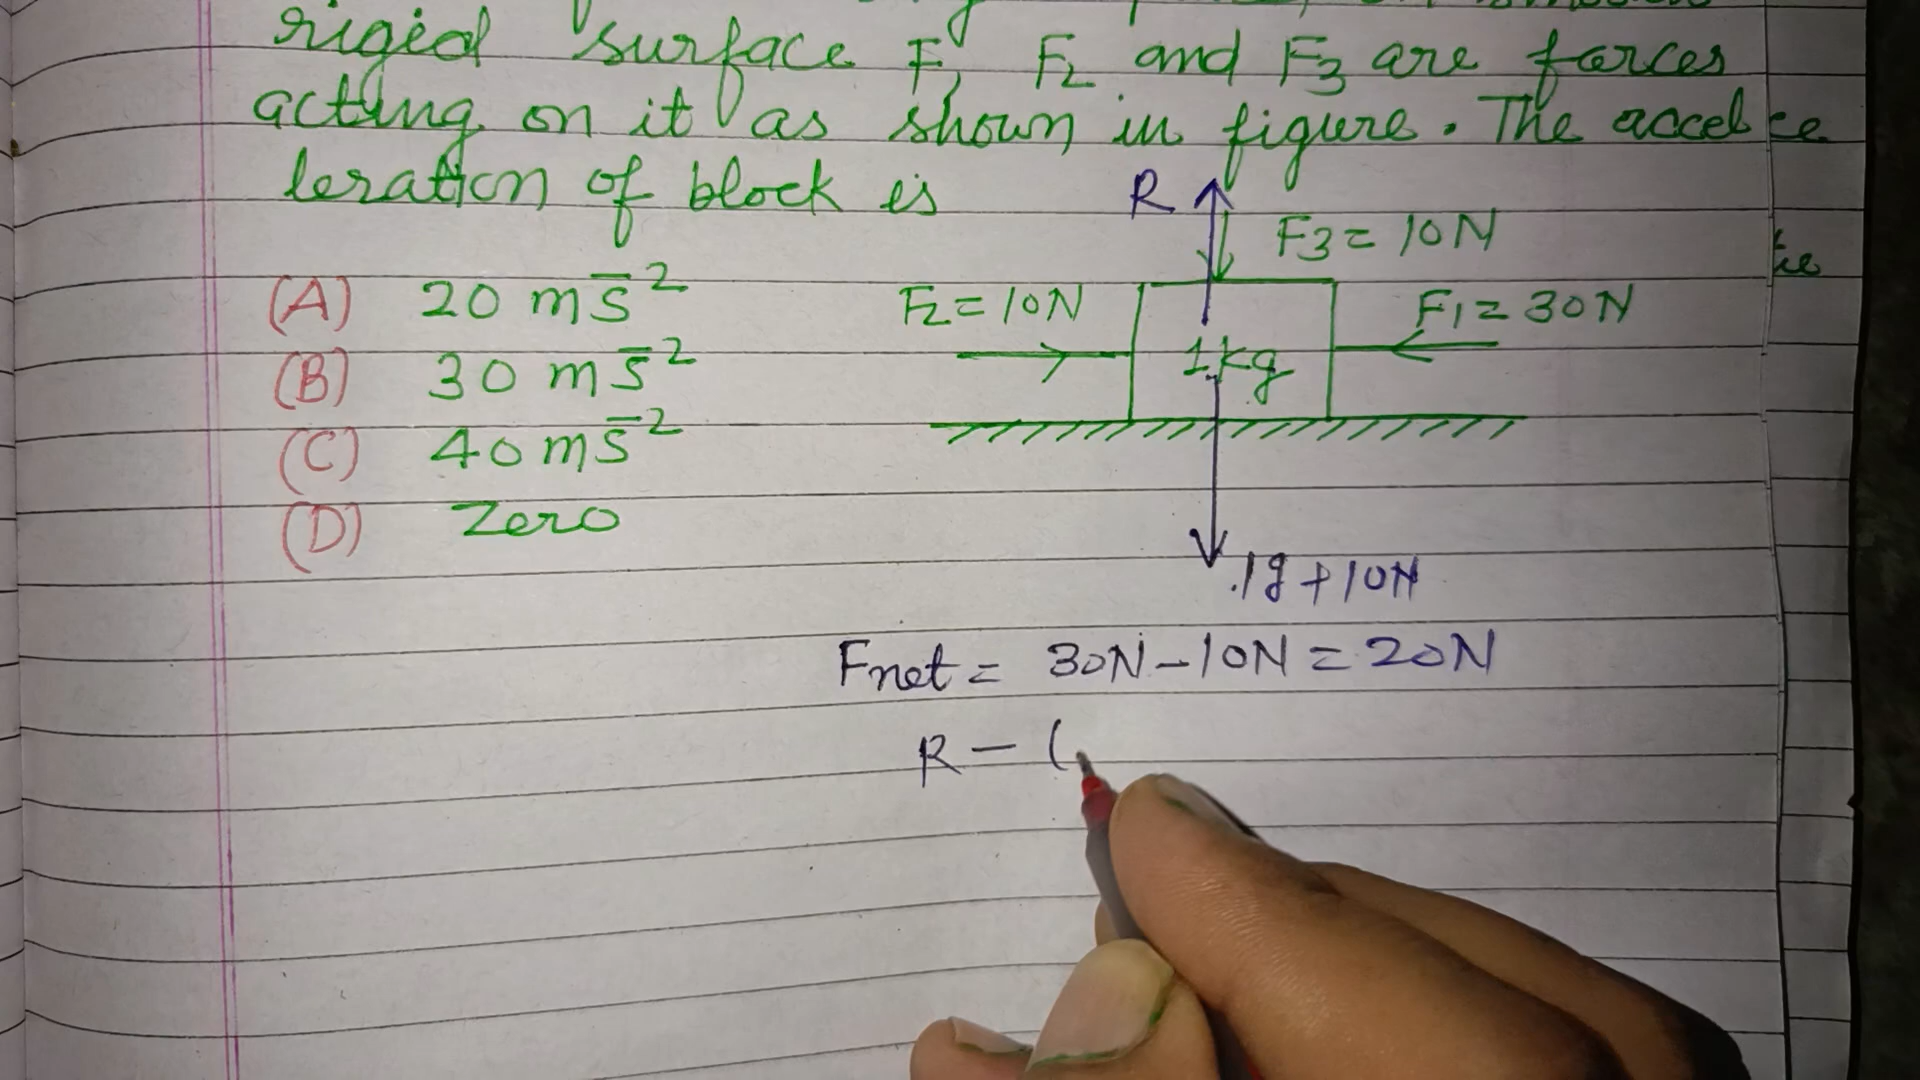 rigid surface F1 F2 and F3 are forces
acting on it as shown in figure. The accele
leration of block is
R
F3 = 10N
(A) 20 ms̄²
F2 = 10N
F1 = 30N
(B) 30 ms̄²
1kg
(C) 40 ms̄²
(D) Zero
1g + 10N
Fnet = 30N - 10N = 20N
R - (